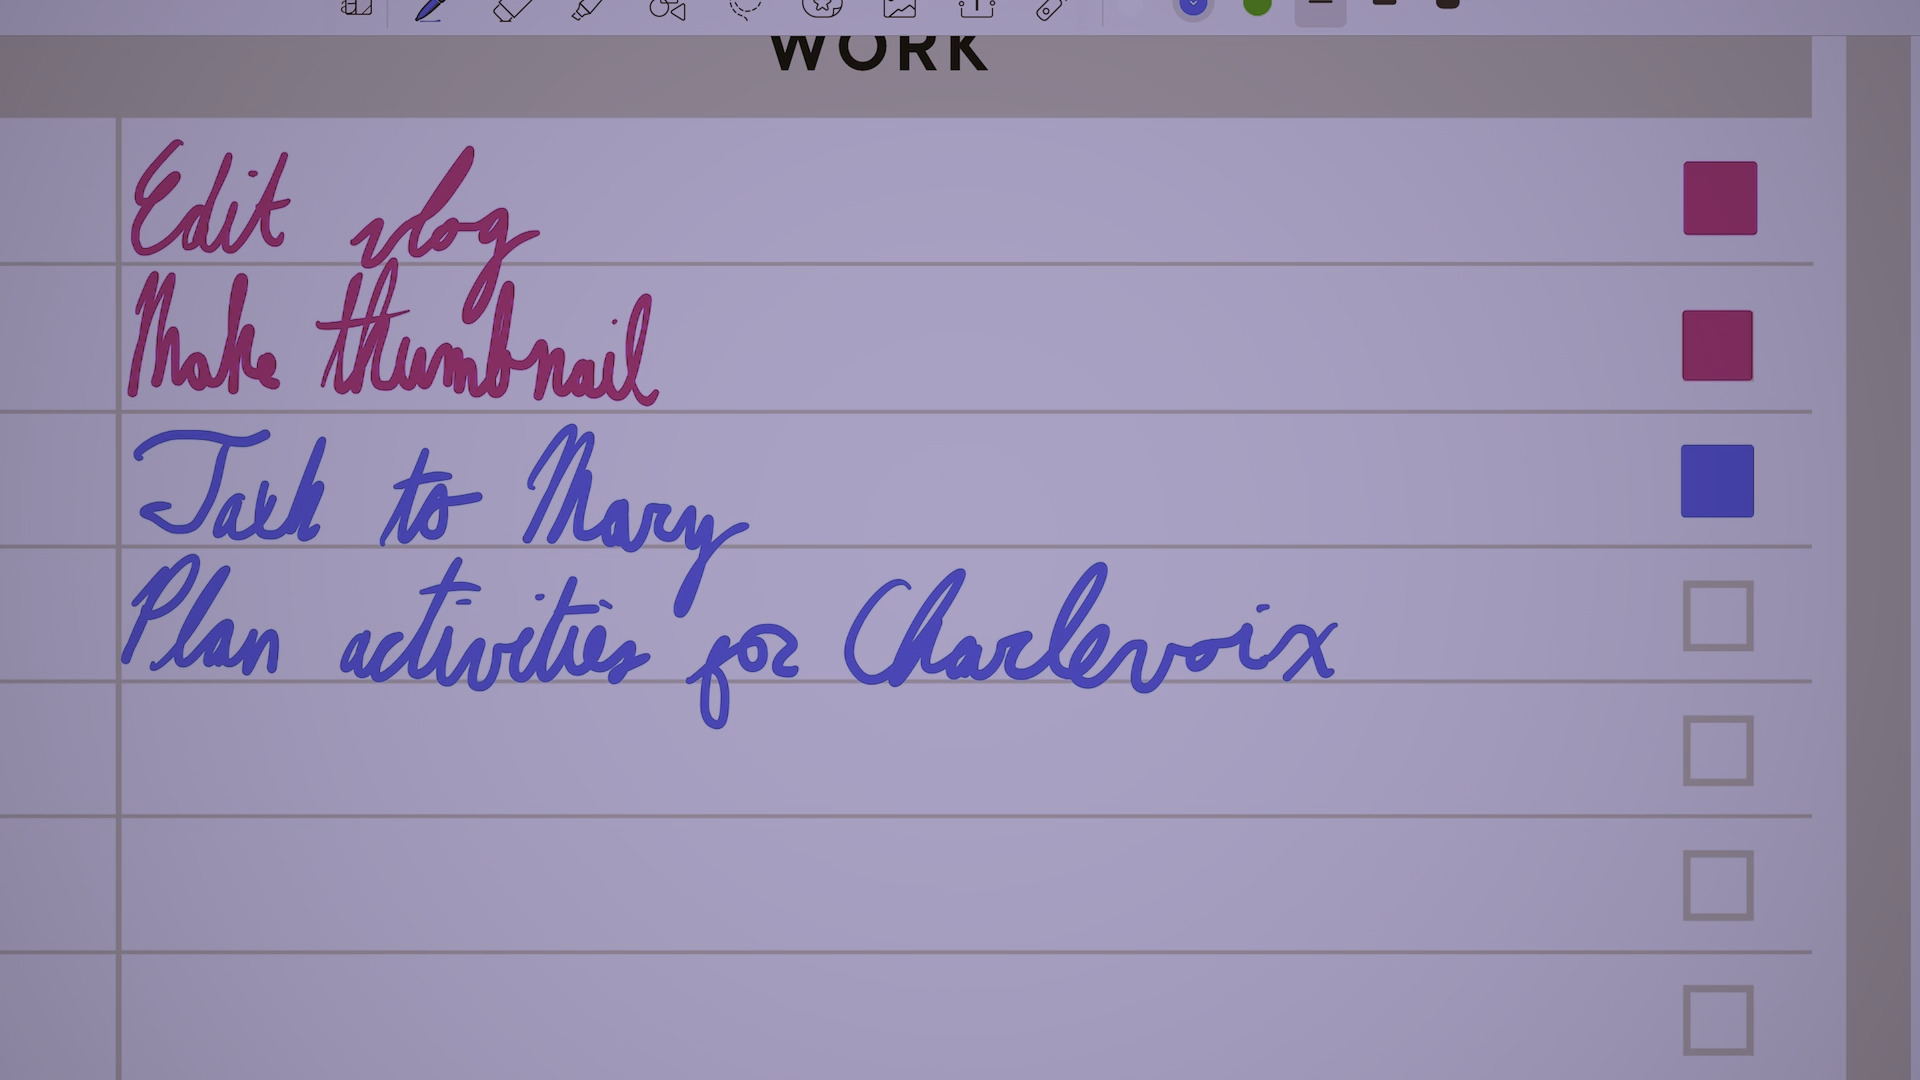 WORK
Edit vlog
Make thumbnail
Talk to Mary
Plan activities for Charlevoix